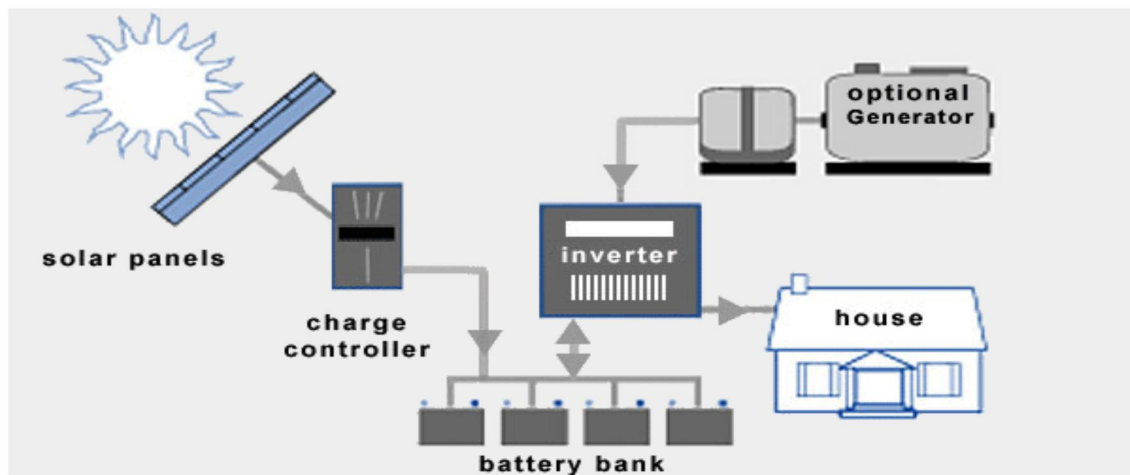 optional
Generator
solar panels
inverter
charge
controller
house
battery bank